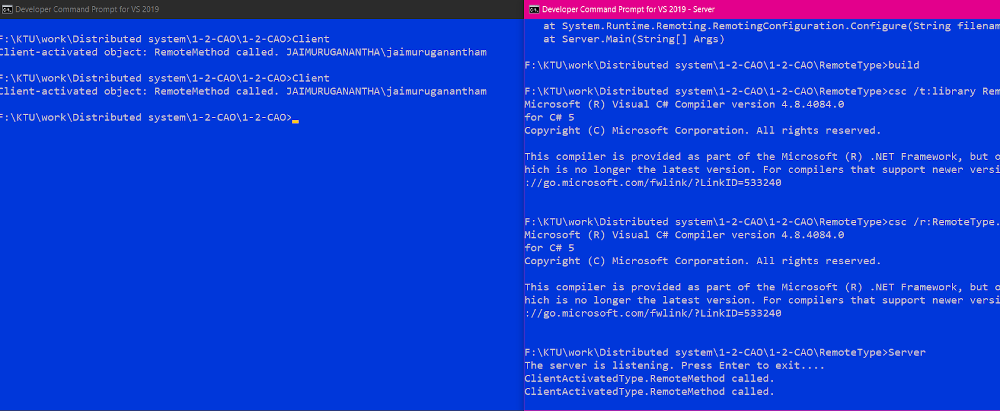 Developer Command Prompt for VS 2019
F:\KTU\work\Distributed system\1-2-CAO\1-2-CAO>Client
Client-activated object: RemoteMethod called. JAIMURUGANANTHA\jaimuruganantham
F:\KTU\work\Distributed system\1-2-CAO\1-2-CAO>Client
Client-activated object: RemoteMethod called. JAIMURUGANANTHA\jaimuruganantham
F:\KTU\work\Distributed system\1-2-CAO\1-2-CAO>
Developer Command Prompt for VS 2019 - Server
at System.Runtime.Remoting.RemotingConfiguration.Configure(String filenam
at Server.Main(String[] Args)
F:\KTU\work\Distributed system\1-2-CAO\1-2-CAO\RemoteType>build
F:\KTU\work\Distributed system\1-2-CAO\1-2-CAO\RemoteType>csc /t:library Rem
Microsoft (R) Visual C# Compiler version 4.8.4084.0
for C# 5
Copyright (C) Microsoft Corporation. All rights reserved.
This compiler is provided as part of the Microsoft (R) .NET Framework, but o
hich is no longer the latest version. For compilers that support newer versi
://go.microsoft.com/fwlink/?LinkID=533240
F:\KTU\work\Distributed system\1-2-CAO\1-2-CAO\RemoteType>csc /r:RemoteType.
Microsoft (R) Visual C# Compiler version 4.8.4084.0
for C# 5
Copyright (C) Microsoft Corporation. All rights reserved.
This compiler is provided as part of the Microsoft (R) .NET Framework, but o
hich is no longer the latest version. For compilers that support newer versi
://go.microsoft.com/fwlink/?LinkID=533240
F:\KTU\work\Distributed system\1-2-CAO\1-2-CAO\RemoteType>Server
The server is listening. Press Enter to exit....
ClientActivatedType.RemoteMethod called.
ClientActivatedType.RemoteMethod called.